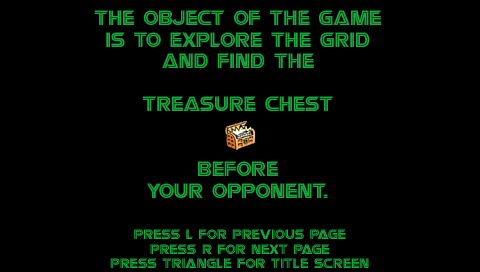 THE OBJECT OF THE GAME
IS TO EXPLORE THE GRID
AND FIND THE
TREASURE CHEST
BEFORE
YOUR OPPONENT.
PRESS L FOR PREVIOUS PAGE
PRESS R FOR NEXT PAGE
PRESS TRIANGLE FOR TITLE SCREEN